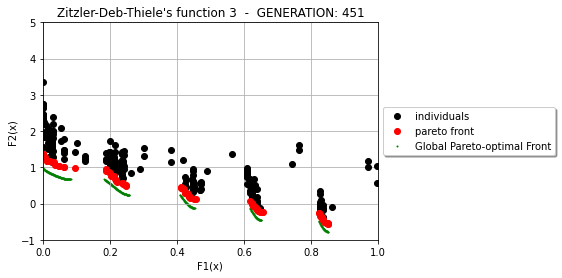 Zitzler-Deb-Thiele's function 3 - GENERATION: 451
5
4
3
2
1
0
−1
F2(x)
0.0 0.2 0.4 0.6 0.8 1.0
F1(x)
individuals
pareto front
Global Pareto-optimal Front